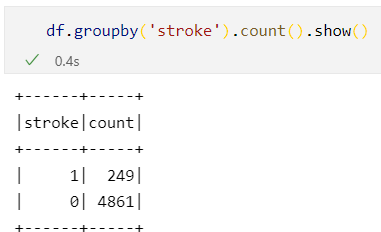 df.groupby('stroke').count().show()
0.4s
+------+-----+
|stroke|count|
+------+-----+
|     1|  249|
|     0| 4861|
+------+-----+